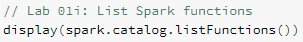 // Lab 01i: List Spark functions
display(spark.catalog.listFunctions())